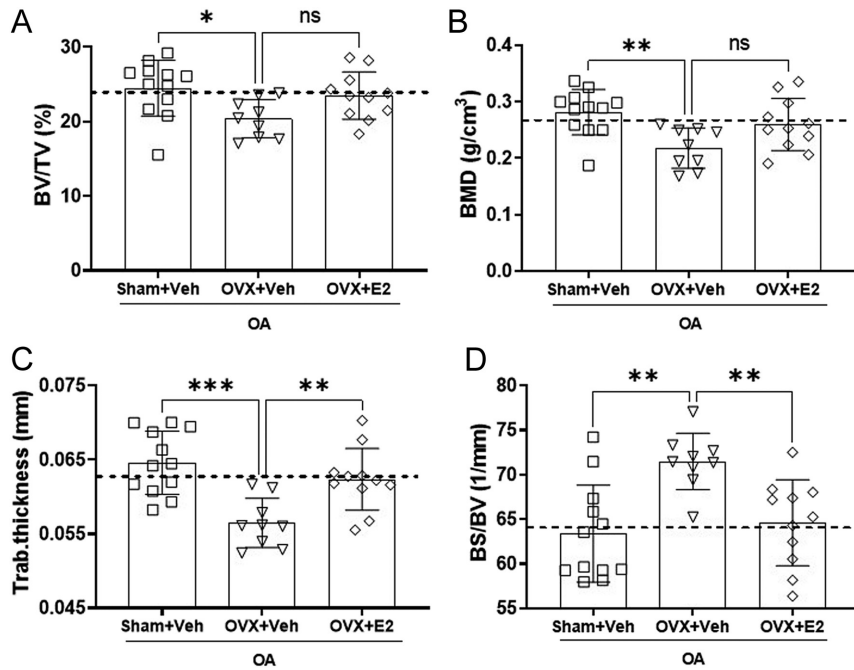 A
BV/TV (%)
30
20
10
0
*
ns
Sham+Veh OVX+Veh OVX+E2
OA
B
BMD (g/cm³)
0.4
0.3
0.2
0.1
0.0
**
ns
Sham+Veh OVX+Veh OVX+E2
OA
C
Trab.thickness (mm)
0.075
0.065
0.055
0.045
***
**
Sham+Veh OVX+Veh OVX+E2
OA
D
BS/BV (1/mm)
80
75
70
65
60
55
**
**
Sham+Veh OVX+Veh OVX+E2
OA